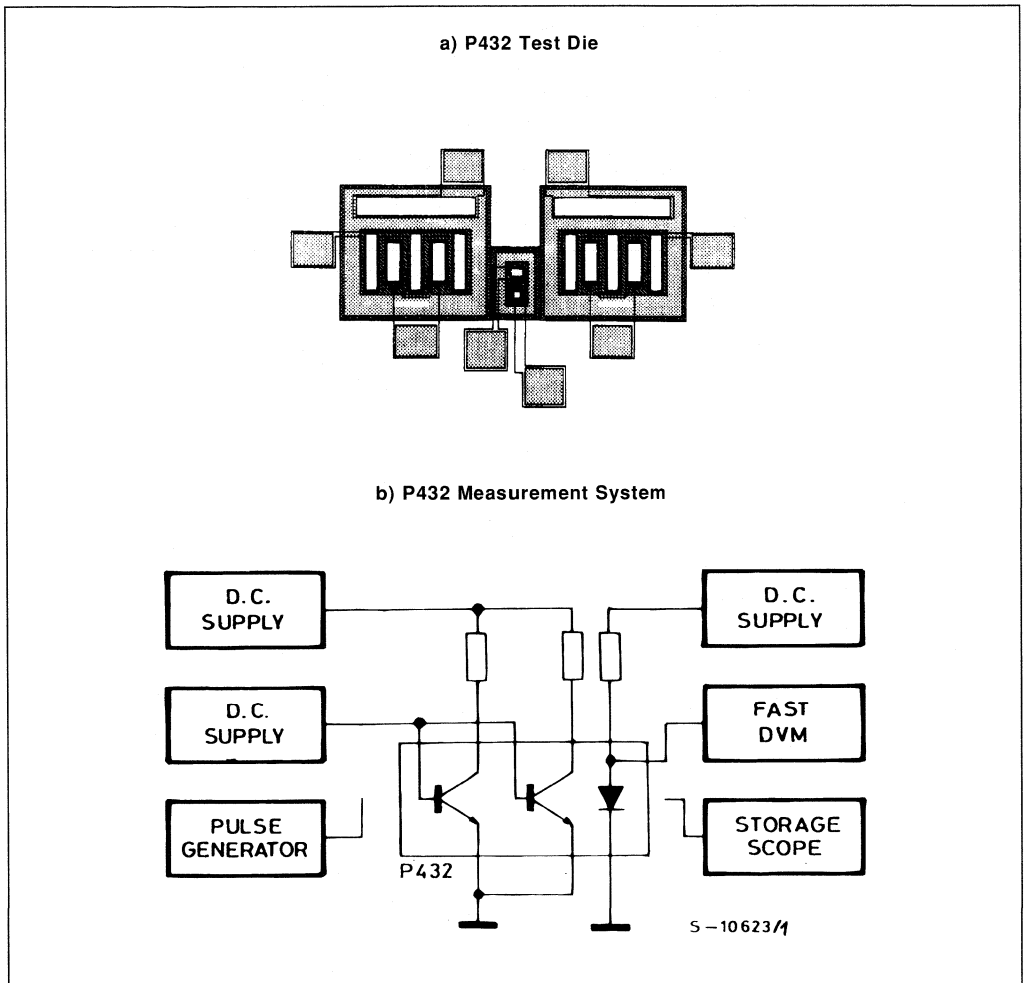 a) P432 Test Die
b) P432 Measurement System
D.C.
SUPPLY
D.C.
SUPPLY
D.C.
SUPPLY
FAST
DVM
PULSE
GENERATOR
STORAGE
SCOPE
P432
S-10623/1